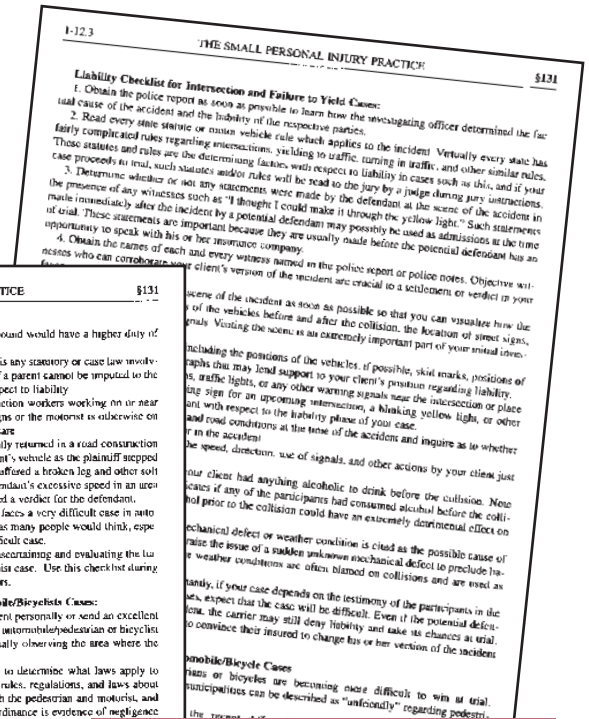 1-12.3
THE SMALL PERSONAL INJURY PRACTICE
§131
Liability Checklist for Intersection and Failure to Yield Cases:
1. Obtain the police report as soon as possible to learn how the investigating officer determined the fac-
tual cause of the accident and the liability of the respective parties.
2. Read every state statute or motor vehicle rule which applies to the incident Virtually every state has
fairly complicated rules regarding intersections, yielding to traffic, turning in traffic, and other similar rules.
These statutes and rules are the determining factors with respect to liability in cases such as this, and if your
case proceeds to trial, such statutes and/or rules will be read to the jury by a judge during jury instructions.
3. Determine whether or not any statements were made by the defendant at the scene of the accident in
the presence of any witnesses such as "I thought I could make it through the yellow light." Such statements
made immediately after the incident by a potential defendant may possibly be used as admissions at the time
of trial. These statements are important because they are usually made before the potential defendant has an
opportunity to speak with his or her insurance company.
4. Obtain the names of each and every witness named in the police report or police notes. Objective wit-
nesses who can corroborate your client's version of the incident are crucial to a settlement or verdict in your
scene of the incident as soon as possible so that you can visualize how the
s of the vehicles before and after the collision, the location of street signs,
gnals Visiting the scene is an extremely important part of your initial inves-
including the positions of the vehicles, if possible, skid marks, positions of
raphs that may lend support to your client's position regarding liability.
s, traffic lights, or any other warning signals near the intersection or place
ing sign for an upcoming intersection, a blinking yellow light, or other
ant with respect to the liability phase of your case.
and road conditions at the time of the accident and inquire as to whether
r in the accident
he speed, direction, use of signals, and other actions by your client just
our client had anything alcoholic to drink before the collision. Note
icates if any of the participants had consumed alcohol before the colli-
hol prior to the collision could have an extremely detrimental effect on
echanical defect or weather condition is cited as the possible cause of
raise the issue of a sudden unknown mechanical defect to preclude lia-
e weather conditions are often blamed on collisions and are used as
tantly, if your case depends on the testimony of the participants in the
ses, expect that the case will be difficult. Even if the potential defen-
dent, the carrier may still deny liability and take its chances at trial.
o convince their insured to change his or her version of the incident
omobile/Bicycle Cases
rians or bicycles are becoming more difficult to win at trial.
unicipalities can be described as "unfriendly" regarding pedestri-
the recent
TICE
§131
ound would have a higher duty of
is any statutory or case law involv-
f a parent cannot be imputed to the
pect to liability
ction workers working on or near
gns or the motorist is otherwise on
care
lly returned in a road construction
nt's vehicle as the plaintiff stepped
uffered a broken leg and other soft
ndant's excessive speed in an area
ed a verdict for the defendant.
faces a very difficult case in auto
as many people would think, espe
ficult case.
ascertaining and evaluating the lia
ist case. Use this checklist during
rs.
bile/Bicyclists Cases:
ent personally or send an excellent
automobile/pedestrian or bicyclist
ally observing the area where the
to determine what laws apply to
rules, regulations, and laws about
h the pedestrian and motorist, and
rdinance is evidence of negligence